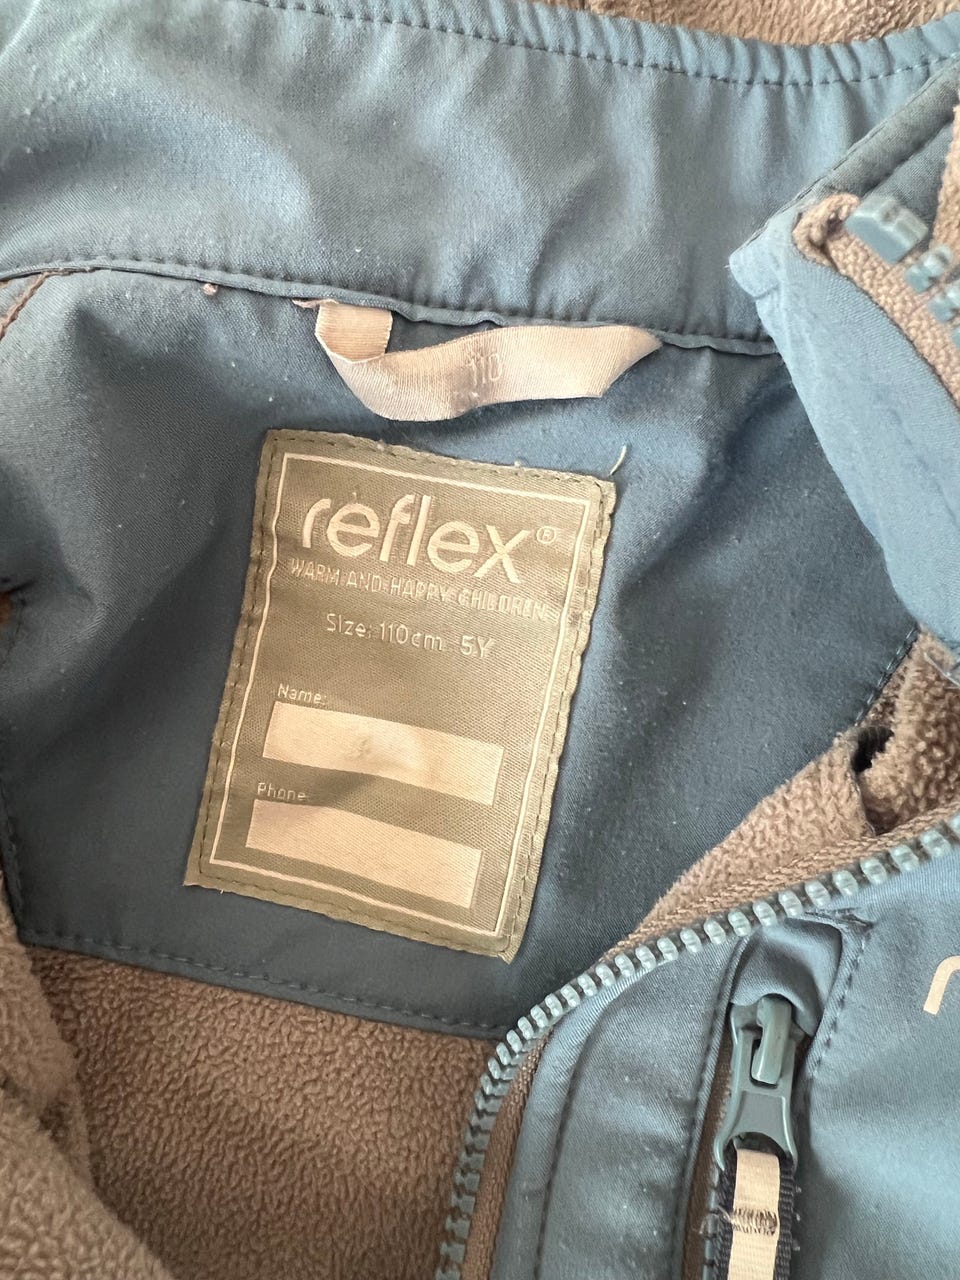 110
reflex®
WARM AND HAPPY CHILDREN
Size: 110cm 5Y
Name:
Phone: